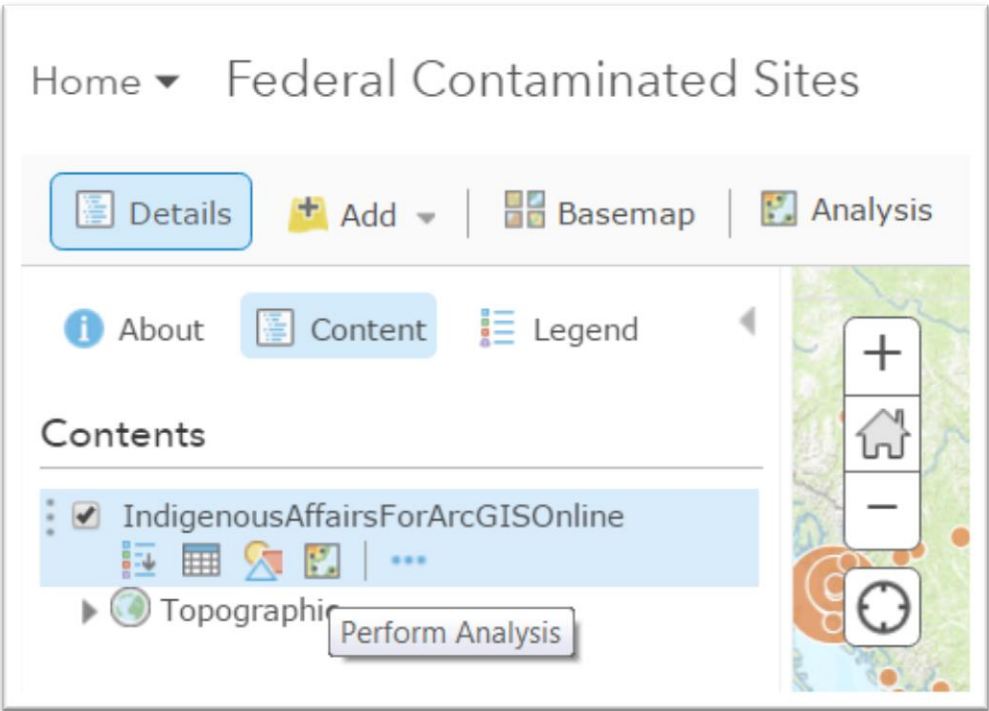 Home Federal Contaminated Sites
Details Add Basemap Analysis
About Content Legend
Contents
IndigenousAffairsForArcGISOnline
Topographic
Perform Analysis